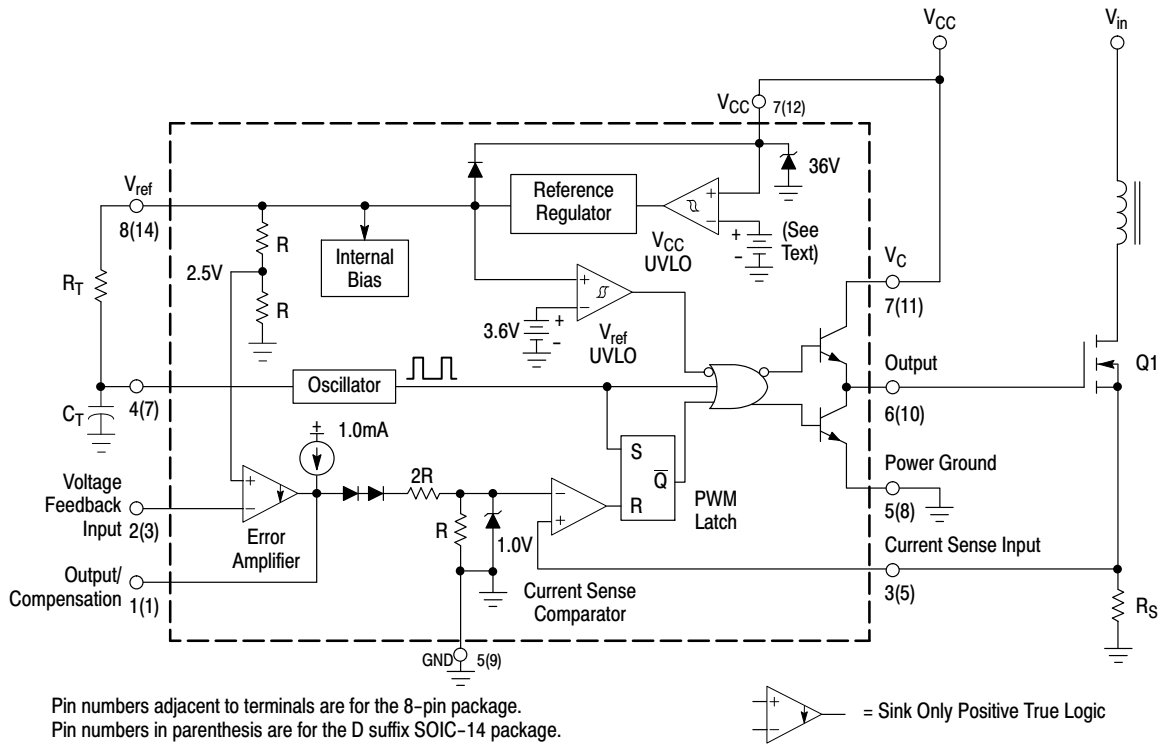 VCC
Vin
VCC 7(12)
36V
Vref
8(14)
Reference
Regulator
+
−
VCC
UVLO
+
−
(See
Text)
R
Internal
Bias
2.5V
R
RT
+
−
3.6V
+
−
Vref
UVLO
VC
7(11)
Output
6(10)
Q1
Oscillator
4(7)
CT
+
1.0mA
S
Q
R
PWM
Latch
Power Ground
5(8)
Voltage
Feedback
Input
2(3)
+
−
Error
Amplifier
2R
R
1.0V
−
+
Current Sense
Comparator
Current Sense Input
3(5)
RS
Output/
Compensation
1(1)
GND 5(9)
Pin numbers adjacent to terminals are for the 8−pin package.
Pin numbers in parenthesis are for the D suffix SOIC−14 package.
+
−
= Sink Only Positive True Logic